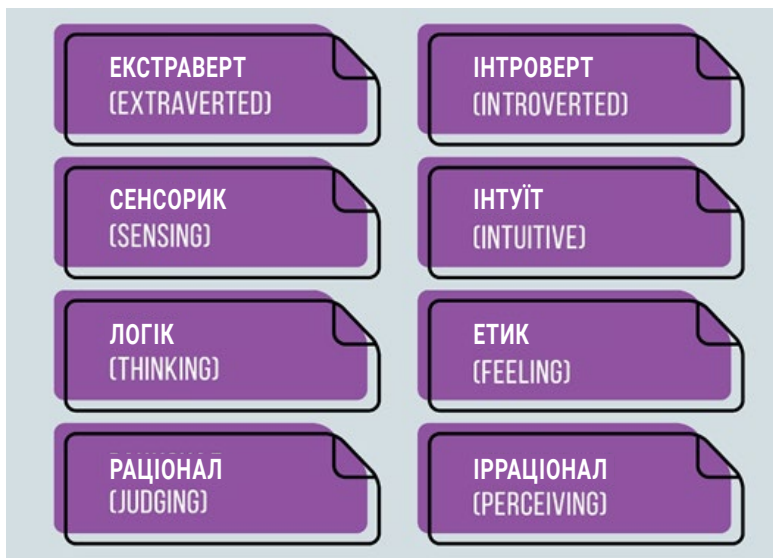 ЕКСТРАВЕРТ
(EXTRAVERTED)
ІНТРОВЕРТ
(INTROVERTED)
СЕНСОРИК
(SENSING)
ІНТУЇТ
(INTUITIVE)
ЛОГІК
(THINKING)
ЕТИК
(FEELING)
РАЦІОНАЛ
(JUDGING)
ІРРАЦІОНАЛ
(PERCEIVING)